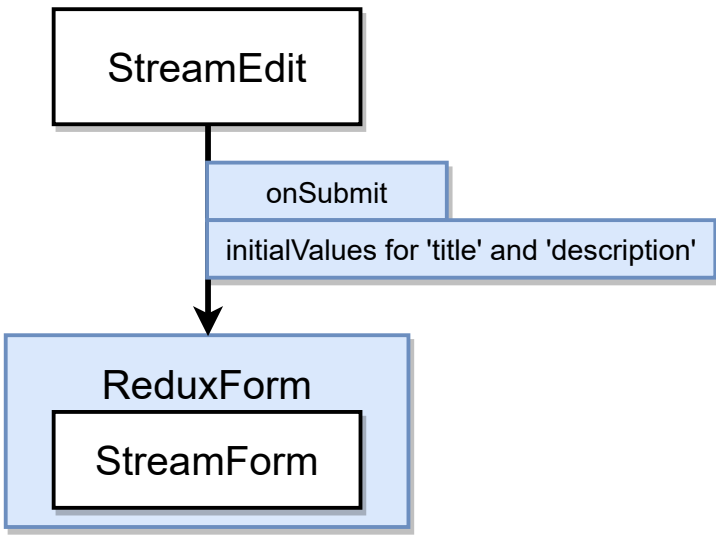 StreamEdit
onSubmit
initialValues for 'title' and 'description'
ReduxForm
StreamForm